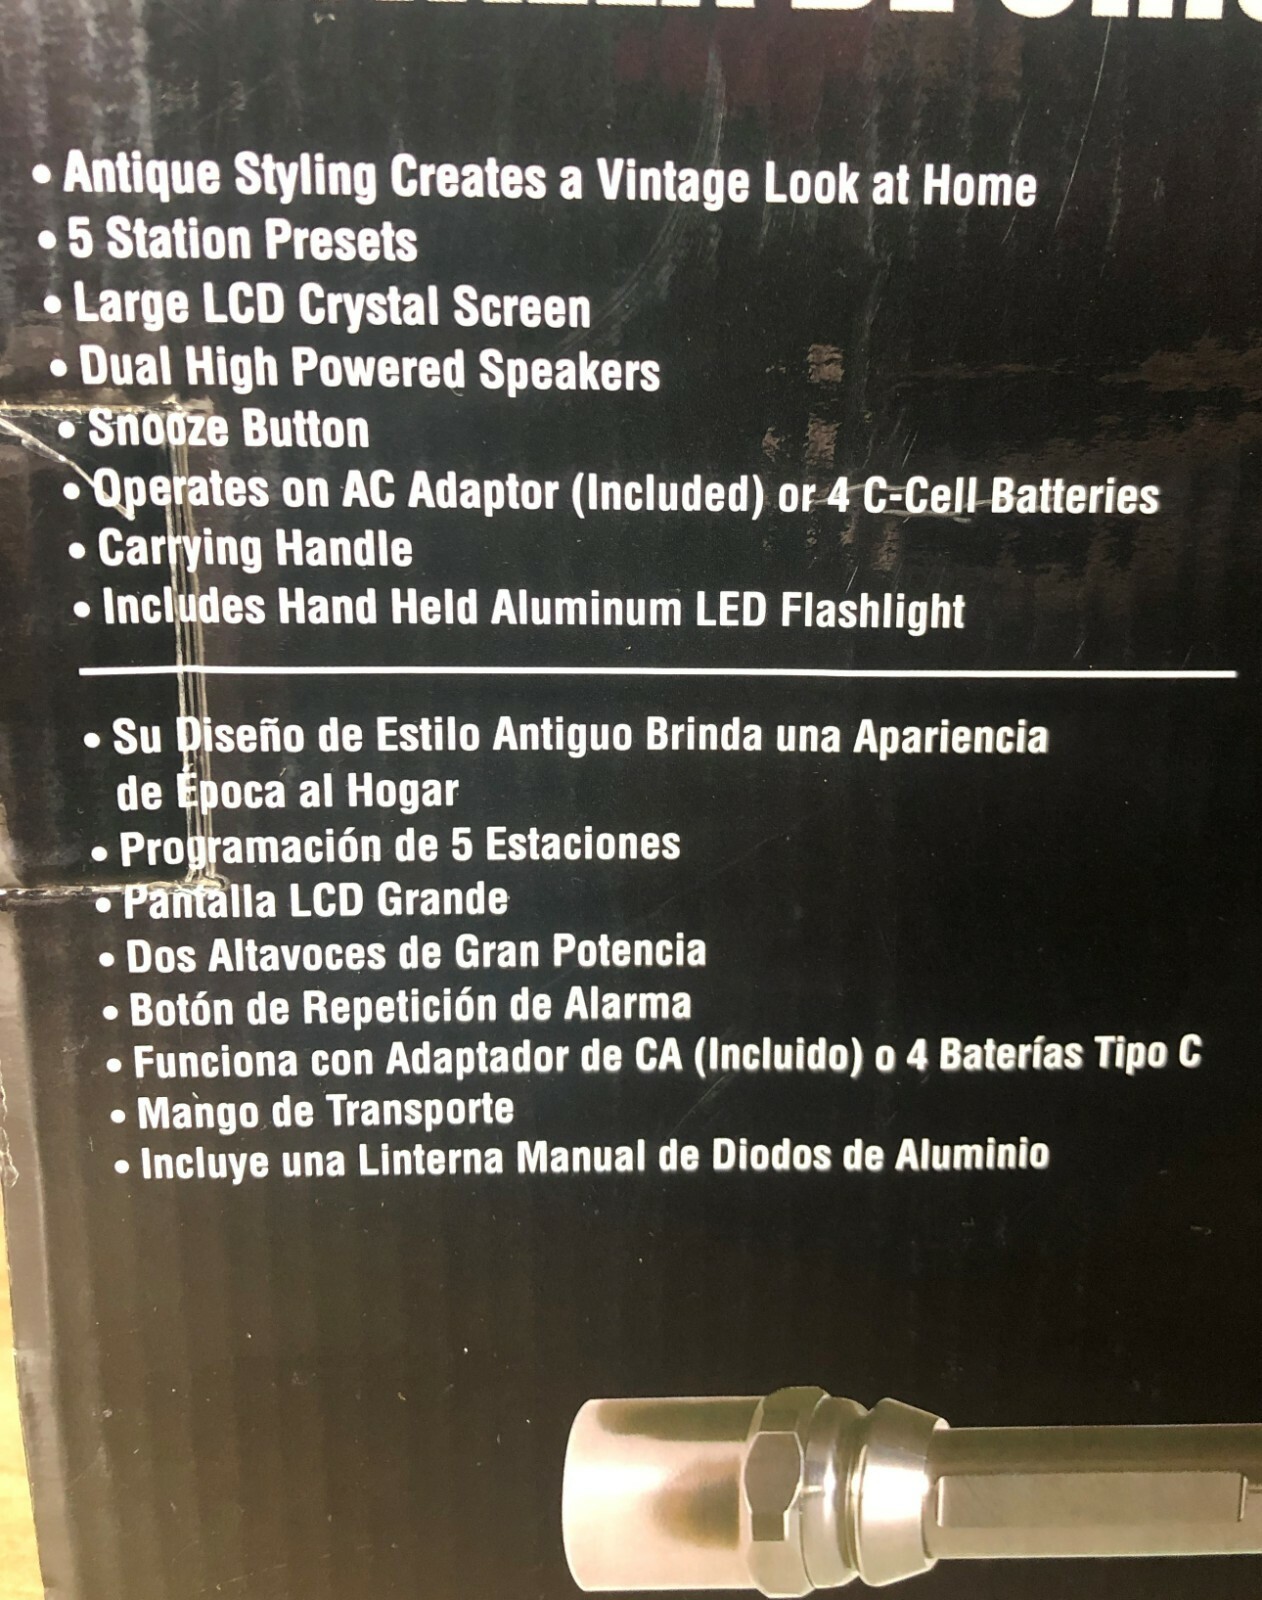 • Antique Styling Creates a Vintage Look at Home
• 5 Station Presets
• Large LCD Crystal Screen
• Dual High Powered Speakers
• Snooze Button
• Operates on AC Adaptor (Included) or 4 C-Cell Batteries
• Carrying Handle
• Includes Hand Held Aluminum LED Flashlight
• Su Diseño de Estilo Antiguo Brinda una Apariencia
de Época al Hogar
• Programación de 5 Estaciones
• Pantalla LCD Grande
• Dos Altavoces de Gran Potencia
• Botón de Repetición de Alarma
• Funciona con Adaptador de CA (Incluido) o 4 Baterías Tipo C
• Mango de Transporte
• Incluye una Linterna Manual de Diodos de Aluminio